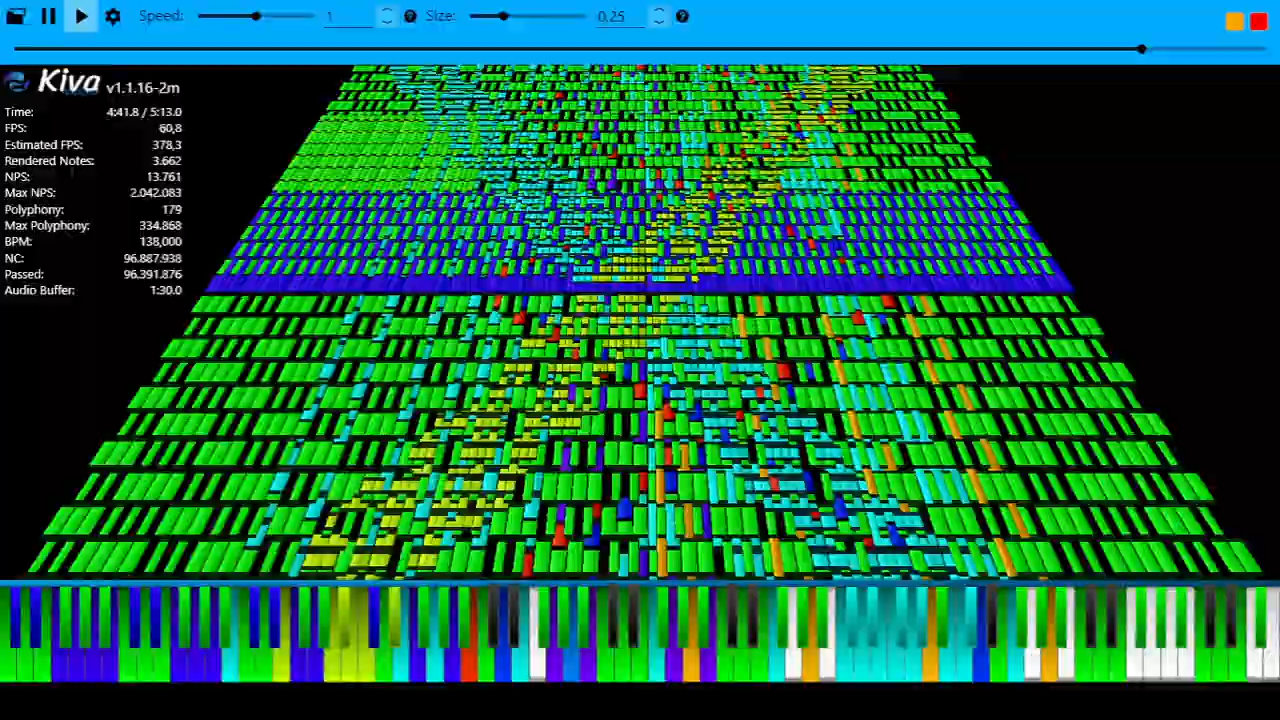 Speed: 1 Size: 0,25
Kiva v1.1.16-2m
Time: 4:41.8 / 5:13.0
FPS: 60,8
Estimated FPS: 378,3
Rendered Notes: 3.662
NPS: 13.761
Max NPS: 2.042.083
Polyphony: 179
Max Polyphony: 334.868
BPM: 138,000
NC: 96.887.938
Passed: 96.391.876
Audio Buffer: 1:30.0